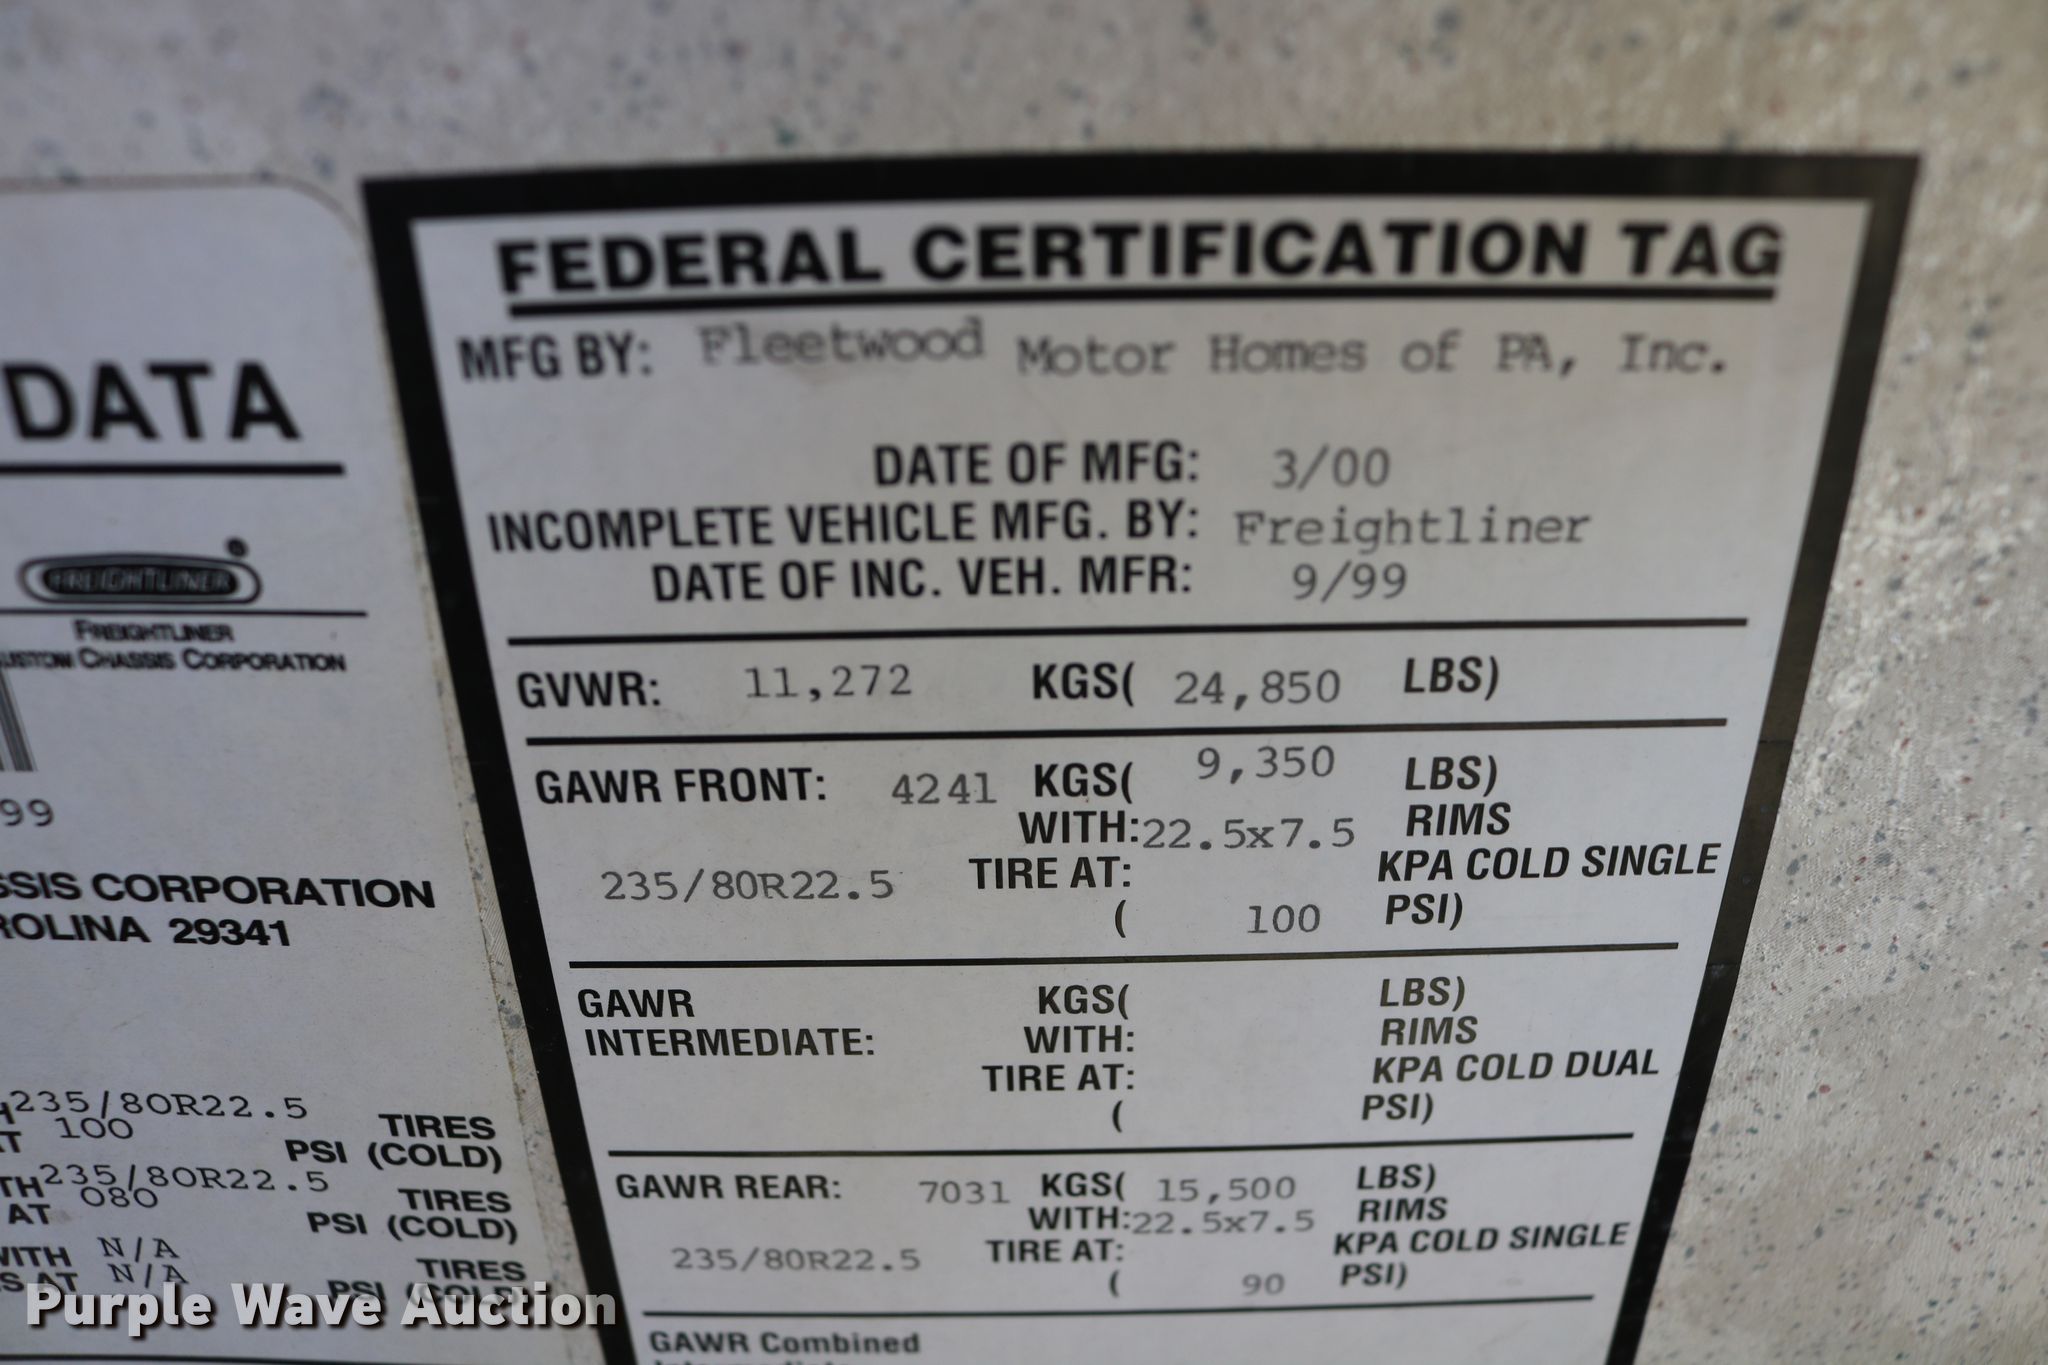 DATA
FREIGHTLINER
FREIGHTLINER
USTOM CHASSIS CORPORATION
99
SSIS CORPORATION
ROLINA 29341
235/80R22.5 TIRES
AT 100 PSI (COLD)
TH 235/80R22.5 TIRES
AT 080 PSI (COLD)
WITH N/A TIRES
S AT N/A PSI (COLD)
FEDERAL CERTIFICATION TAG
MFG BY: Fleetwood Motor Homes of PA, Inc.
DATE OF MFG: 3/00
INCOMPLETE VEHICLE MFG. BY: Freightliner
DATE OF INC. VEH. MFR: 9/99
GVWR: 11,272 KGS( 24,850 LBS)
GAWR FRONT: 4241 KGS( 9,350 LBS)
WITH: 22.5x7.5 RIMS
235/80R22.5 TIRE AT: KPA COLD SINGLE
( 100 PSI)
GAWR KGS( LBS)
INTERMEDIATE: WITH: RIMS
TIRE AT: KPA COLD DUAL
( PSI)
GAWR REAR: 7031 KGS( 15,500 LBS)
WITH: 22.5x7.5 RIMS
235/80R22.5 TIRE AT: KPA COLD SINGLE
( 90 PSI)
GAWR Combined
Purple Wave Auction